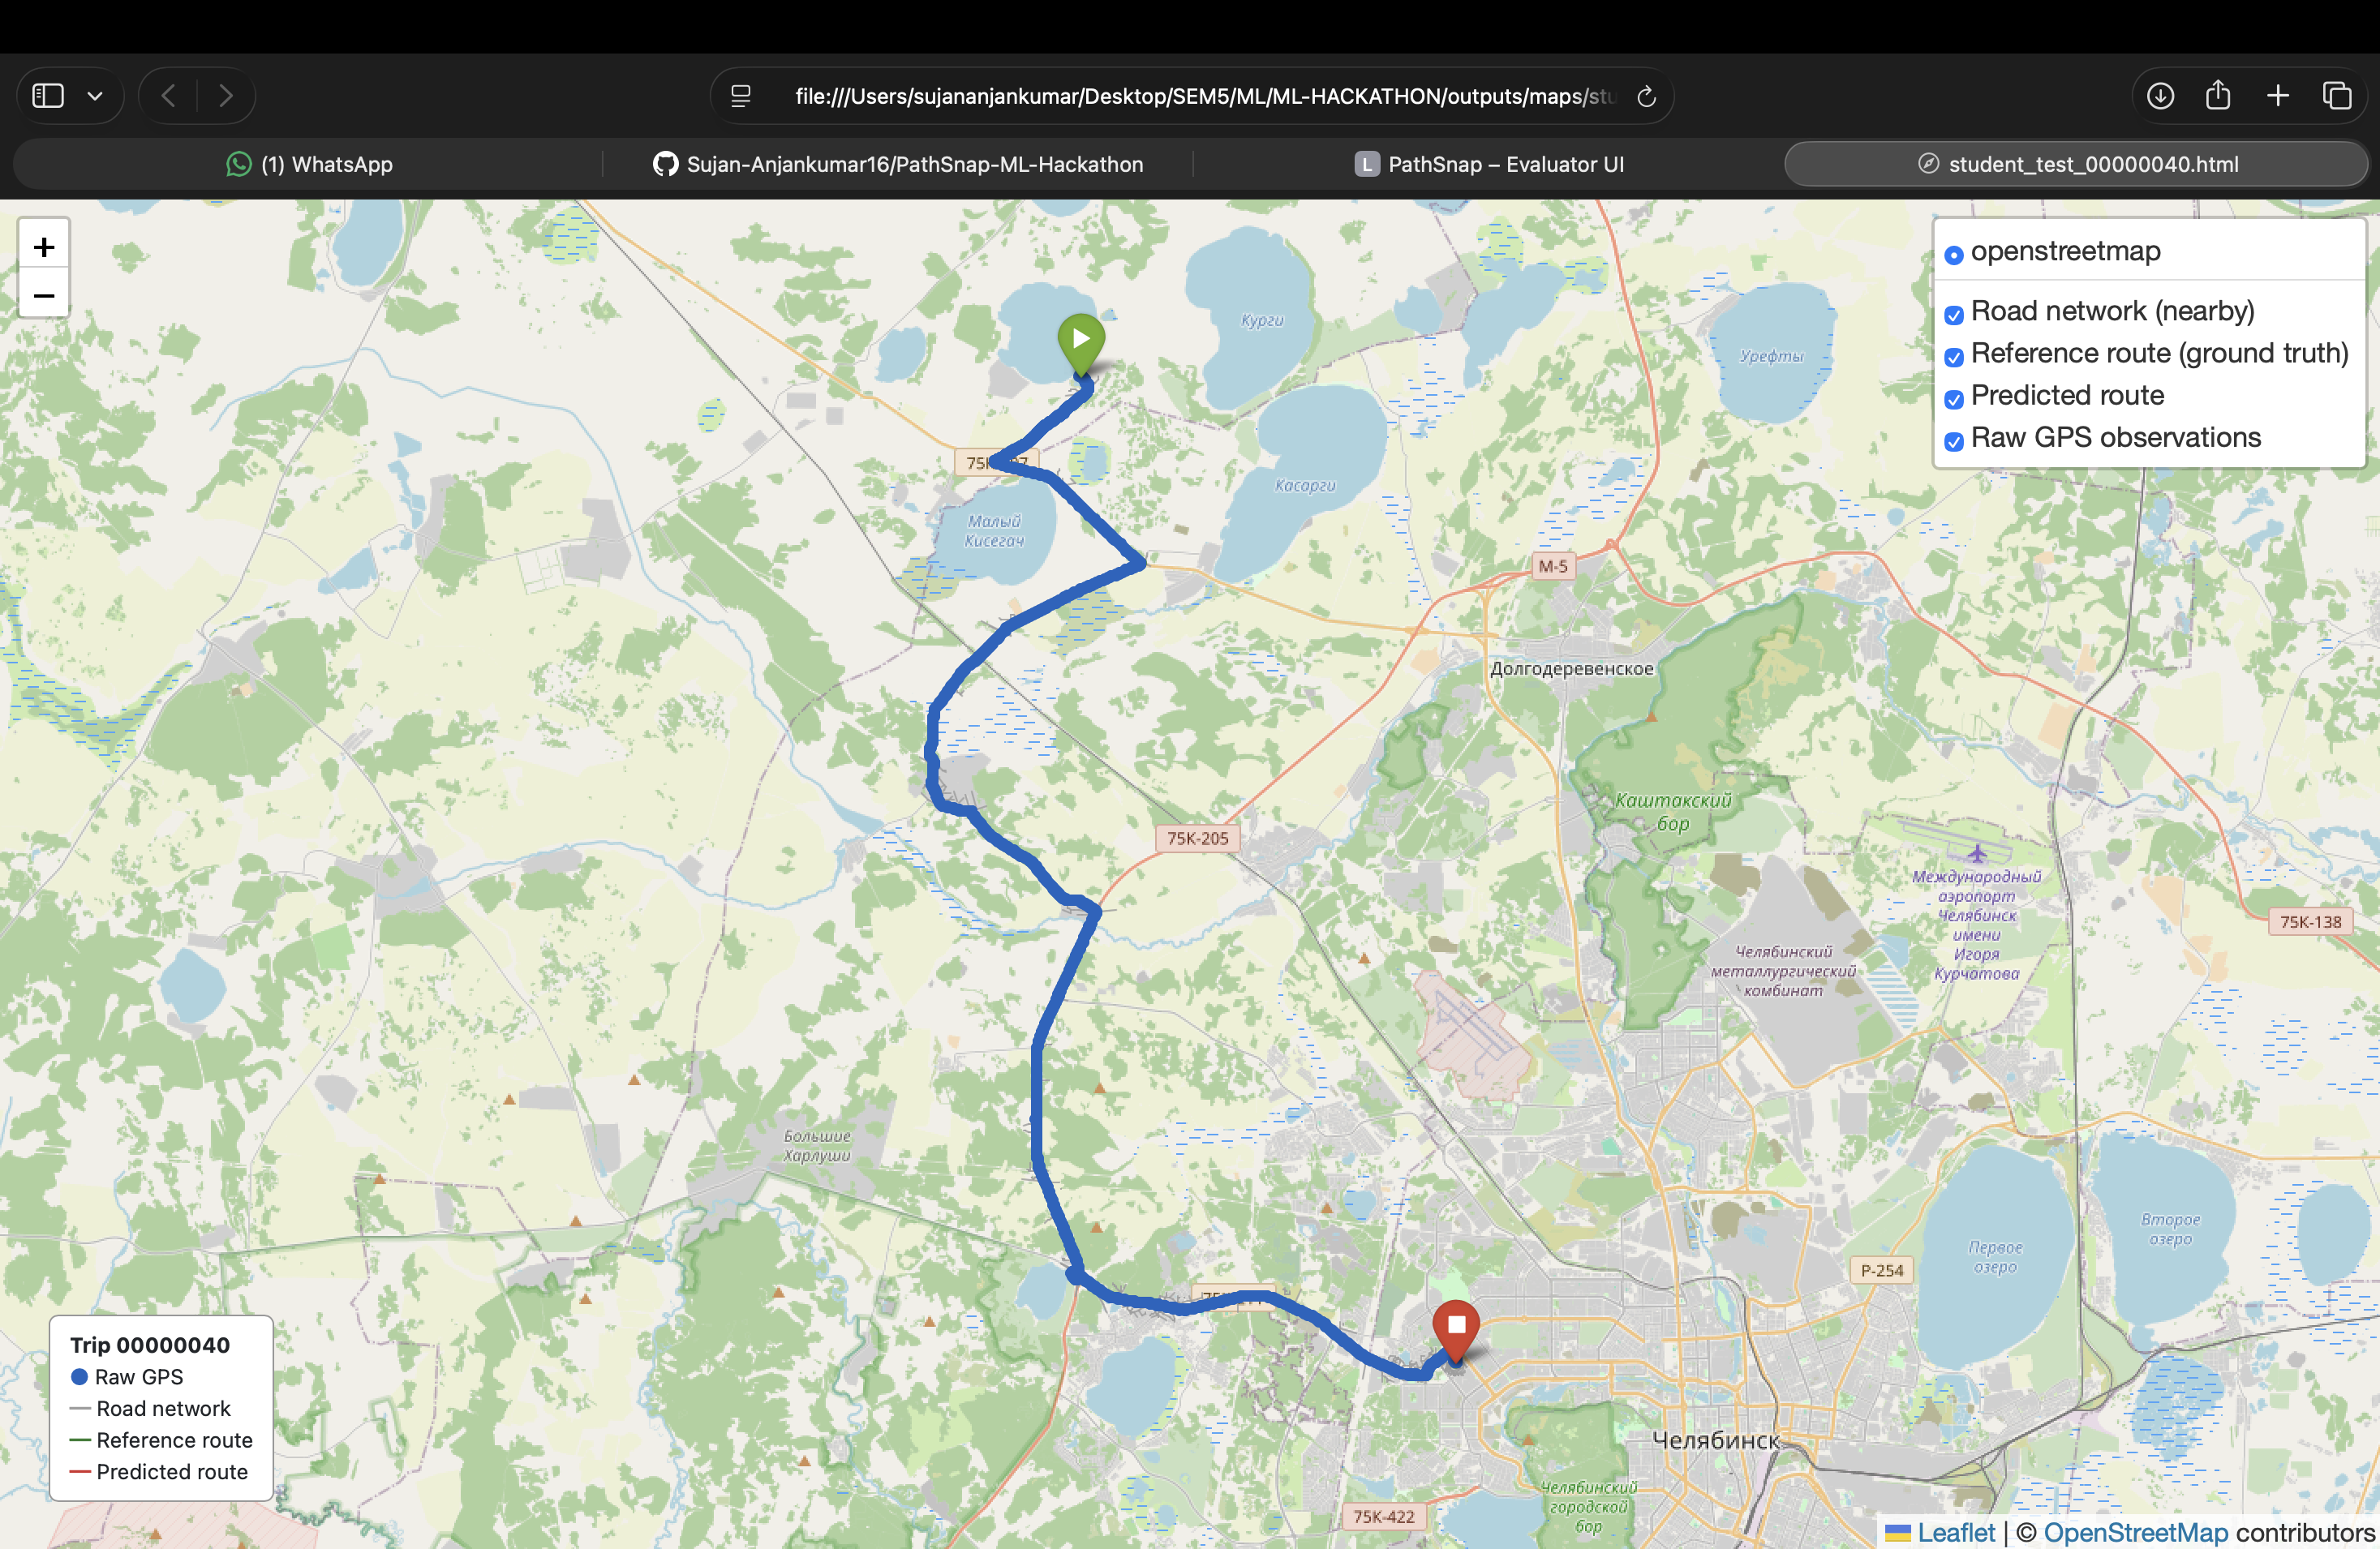 file:///Users/sujananjankumar/Desktop/SEM5/ML/ML-HACKATHON/outputs/maps/stu
(1) WhatsApp
Sujan-Anjankumar16/PathSnap-ML-Hackathon
L PathSnap – Evaluator UI
student_test_00000040.html
+
−
openstreetmap
Road network (nearby)
Reference route (ground truth)
Predicted route
Raw GPS observations
Курги
Урефты
Касарги
Малый
Кисегач
М-5
Долгодеревенское
Каштакский
бор
75К-205
Международный
аэропорт
Челябинск
имени
Игоря
Курчатова
75К-138
Челябинский
металлургический
комбинат
Большие
Харлуши
Второе
озеро
Первое
озеро
Р-254
Челябинск
Челябинский
городской
бор
75К-422
Trip 00000040
Raw GPS
Road network
Reference route
Predicted route
Leaflet | © OpenStreetMap contributors